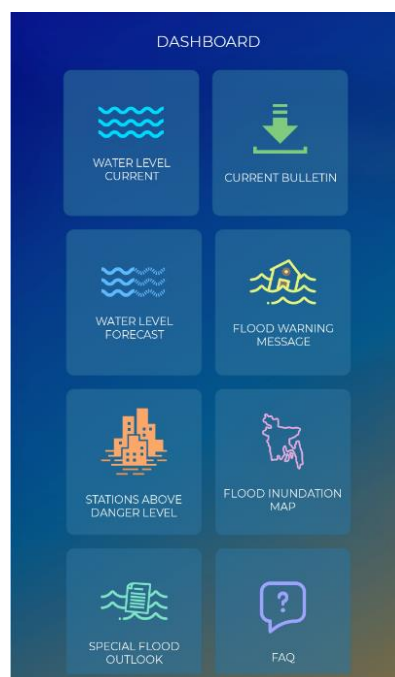 DASHBOARD
WATER LEVEL
CURRENT
CURRENT BULLETIN
WATER LEVEL
FORECAST
FLOOD WARNING
MESSAGE
STATIONS ABOVE
DANGER LEVEL
FLOOD INUNDATION
MAP
SPECIAL FLOOD
OUTLOOK
?
FAQ